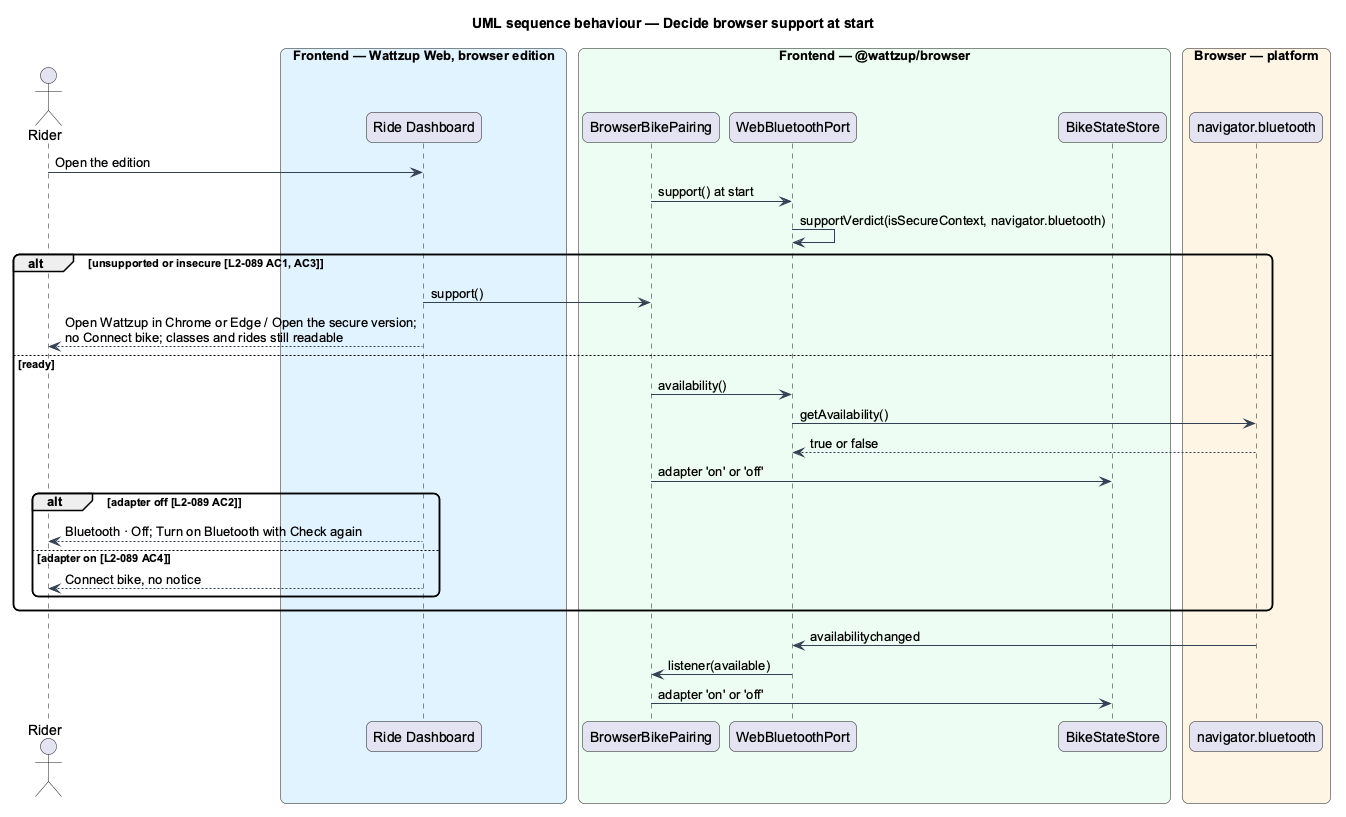 UML sequence behaviour — Decide browser support at start
Frontend — Wattzup Web, browser edition
Frontend — @wattzup/browser
Browser — platform
Rider
Ride Dashboard
BrowserBikePairing
WebBluetoothPort
BikeStateStore
navigator.bluetooth
Open the edition
support() at start
supportVerdict(isSecureContext, navigator.bluetooth)
alt
[unsupported or insecure [L2-089 AC1, AC3]]
support()
Open Wattzup in Chrome or Edge / Open the secure version;
no Connect bike; classes and rides still readable
[ready]
availability()
getAvailability()
true or false
adapter 'on' or 'off'
alt
[adapter off [L2-089 AC2]]
Bluetooth · Off; Turn on Bluetooth with Check again
[adapter on [L2-089 AC4]]
Connect bike, no notice
availabilitychanged
listener(available)
adapter 'on' or 'off'
Rider
Ride Dashboard
BrowserBikePairing
WebBluetoothPort
BikeStateStore
navigator.bluetooth